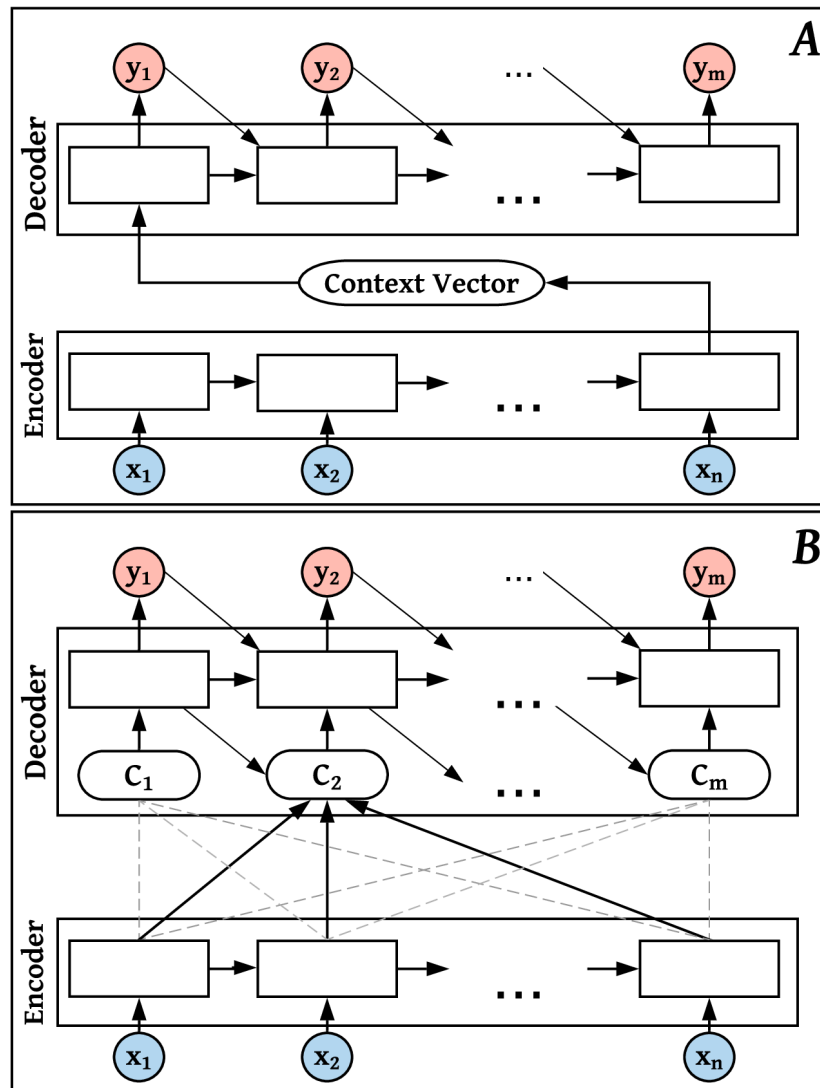 A
y₁ y₂ ... yₘ
Decoder
...
Context Vector
Encoder
...
x₁ x₂ xₙ
B
y₁ y₂ ... yₘ
Decoder
...
C₁ C₂ ... Cₘ
Encoder
...
x₁ x₂ xₙ